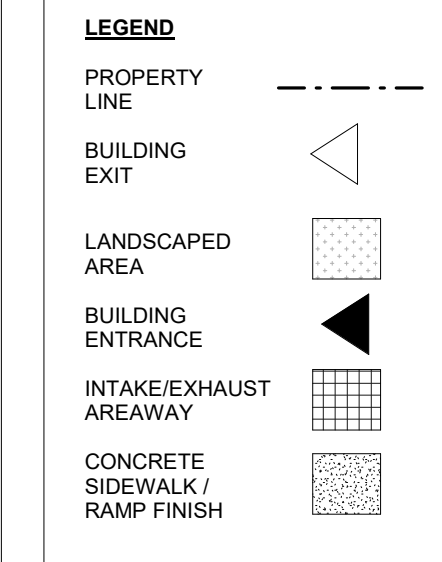 LEGEND
PROPERTY
LINE
BUILDING
EXIT
LANDSCAPED
AREA
BUILDING
ENTRANCE
INTAKE/EXHAUST
AREAWAY
CONCRETE
SIDEWALK /
RAMP FINISH